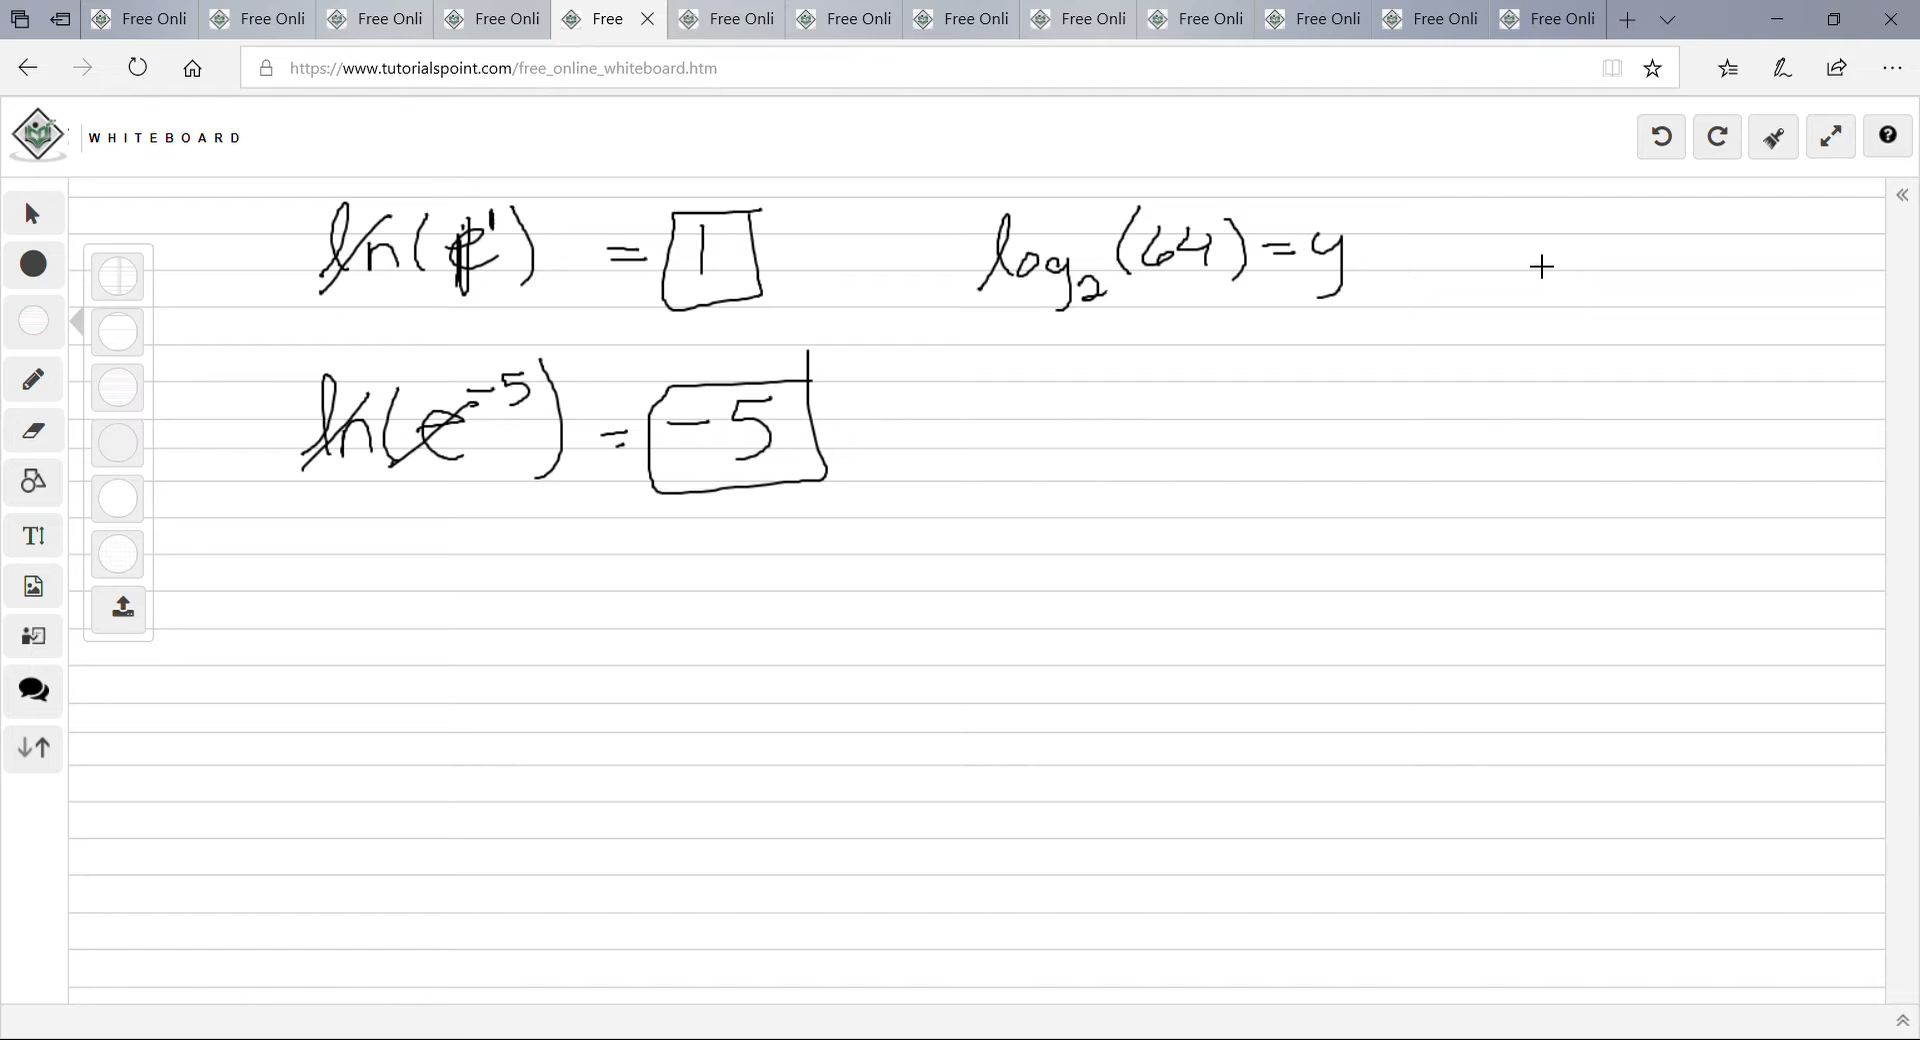 Free Onli Free Onli Free Onli Free Onli Free Free Onli Free Onli Free Onli Free Onli Free Onli Free Onli Free Onli Free Onli
https://www.tutorialspoint.com/free_online_whiteboard.htm
WHITEBOARD
ln(e¹) = 1
log₂(64) = y
ln(e⁻⁵) = -5
T